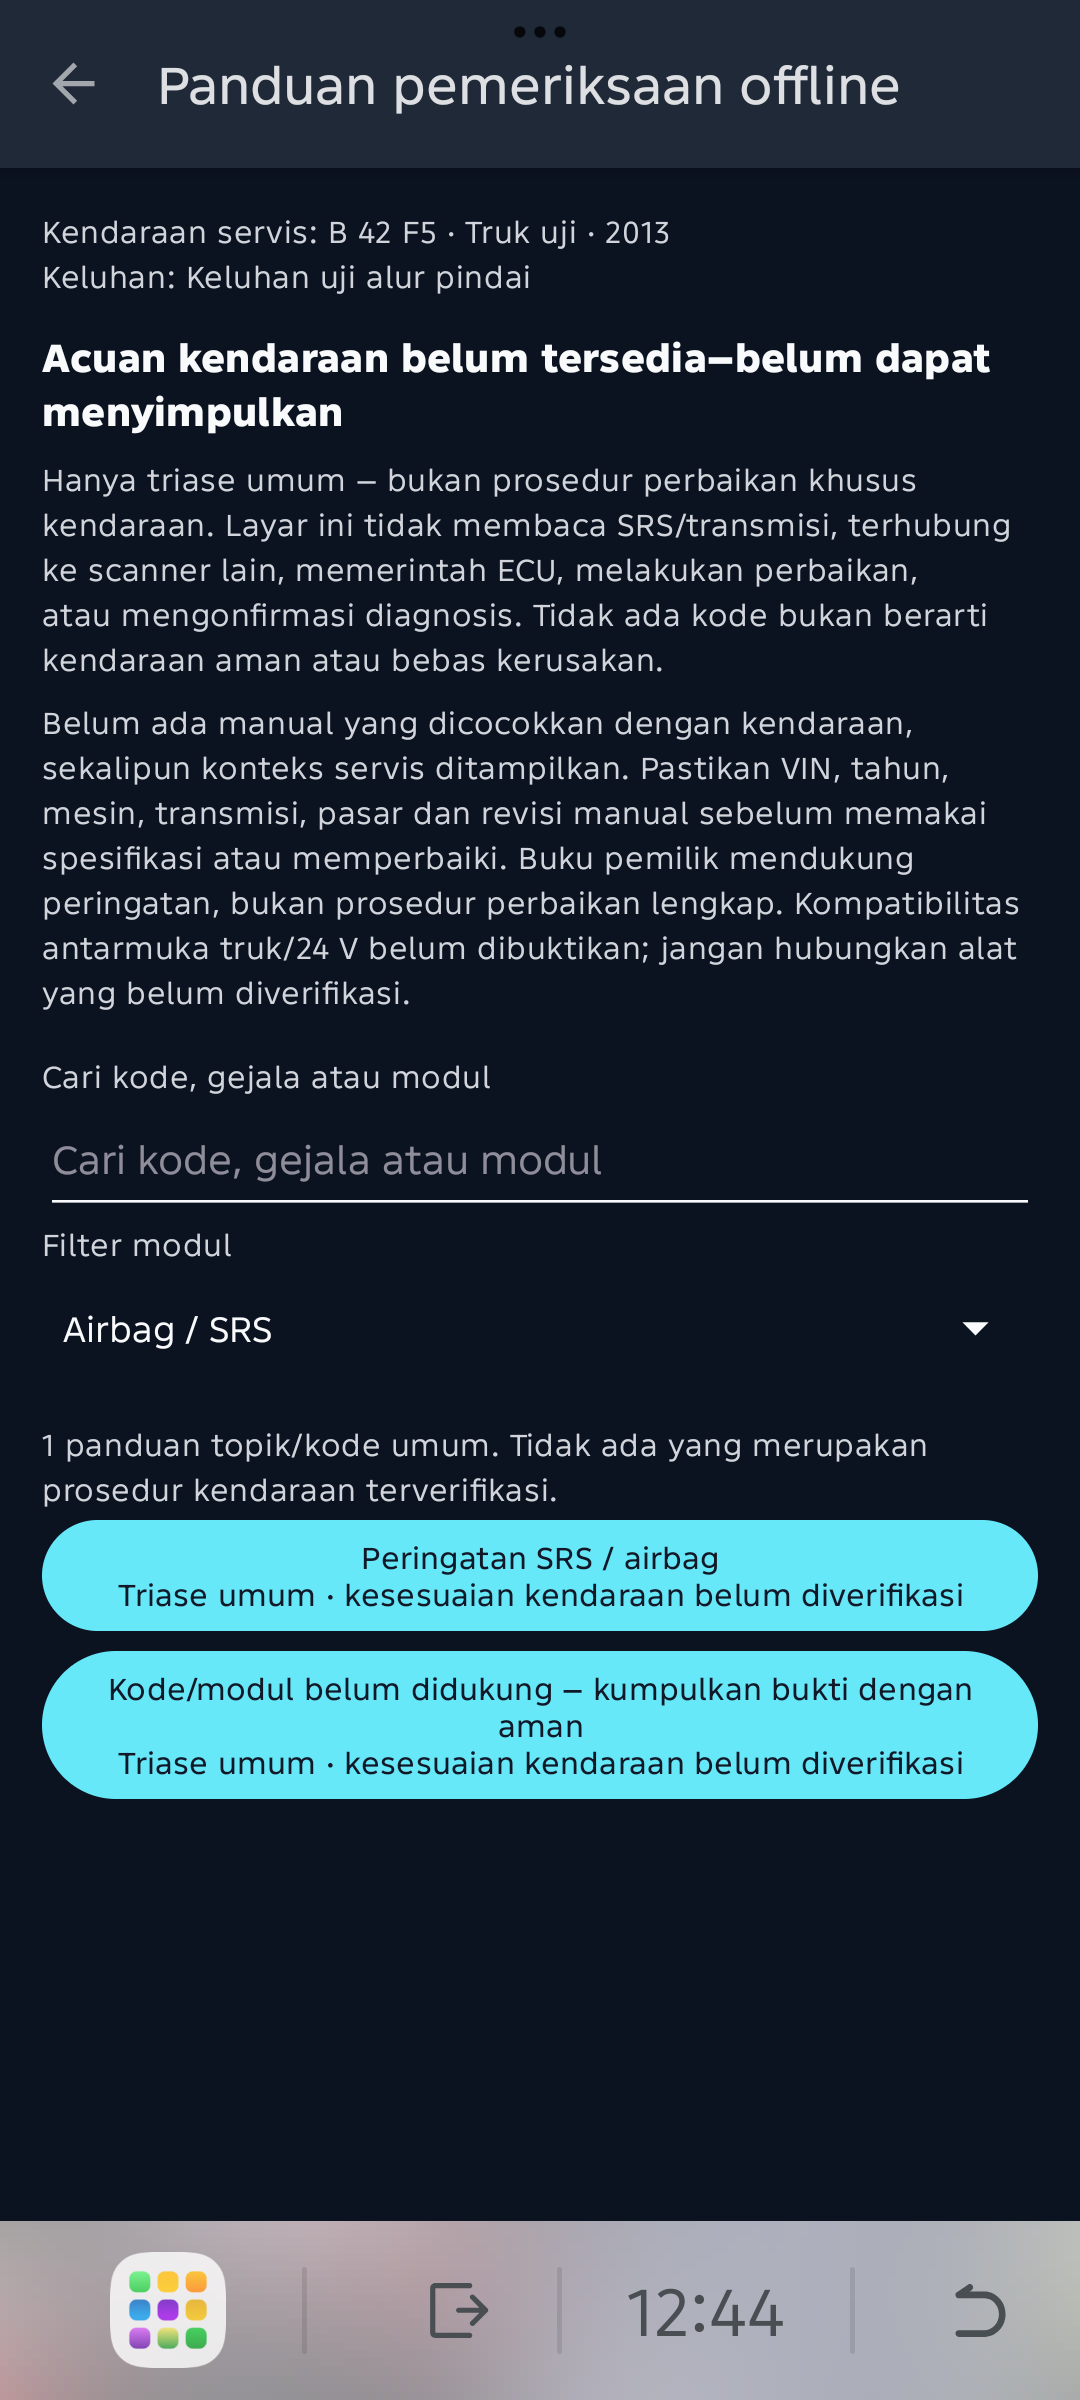 Panduan pemeriksaan offline
Kendaraan servis: B 42 F5 · Truk uji · 2013
Keluhan: Keluhan uji alur pindai
Acuan kendaraan belum tersedia—belum dapat
menyimpulkan
Hanya triase umum — bukan prosedur perbaikan khusus
kendaraan. Layar ini tidak membaca SRS/transmisi, terhubung
ke scanner lain, memerintah ECU, melakukan perbaikan,
atau mengonfirmasi diagnosis. Tidak ada kode bukan berarti
kendaraan aman atau bebas kerusakan.
Belum ada manual yang dicocokkan dengan kendaraan,
sekalipun konteks servis ditampilkan. Pastikan VIN, tahun,
mesin, transmisi, pasar dan revisi manual sebelum memakai
spesifikasi atau memperbaiki. Buku pemilik mendukung
peringatan, bukan prosedur perbaikan lengkap. Kompatibilitas
antarmuka truk/24 V belum dibuktikan; jangan hubungkan alat
yang belum diverifikasi.
Cari kode, gejala atau modul
Cari kode, gejala atau modul
Filter modul
Airbag / SRS
1 panduan topik/kode umum. Tidak ada yang merupakan
prosedur kendaraan terverifikasi.
Peringatan SRS / airbag
Triase umum · kesesuaian kendaraan belum diverifikasi
Kode/modul belum didukung — kumpulkan bukti dengan
aman
Triase umum · kesesuaian kendaraan belum diverifikasi
12:44